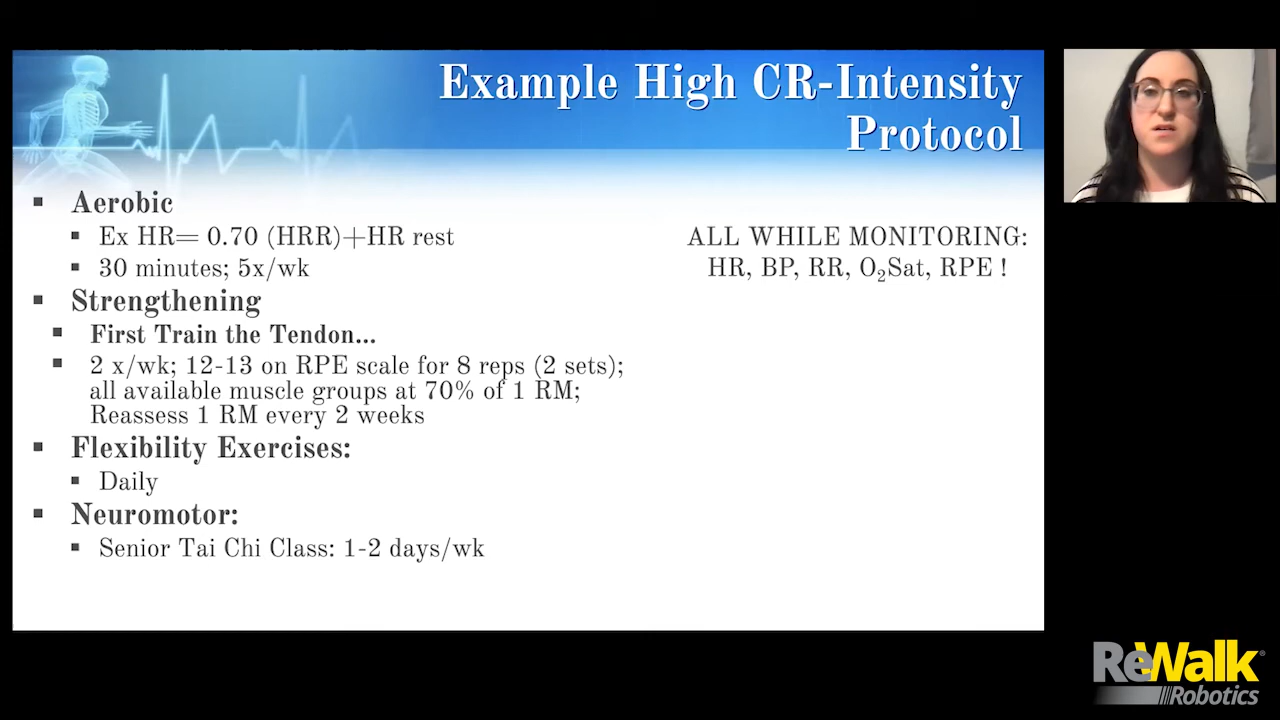 Example High CR-Intensity
Protocol
Aerobic
Ex HR= 0.70 (HRR)+HR rest
30 minutes; 5x/wk
ALL WHILE MONITORING:
HR, BP, RR, O₂Sat, RPE !
Strengthening
First Train the Tendon...
2 x/wk; 12-13 on RPE scale for 8 reps (2 sets);
all available muscle groups at 70% of 1 RM;
Reassess 1 RM every 2 weeks
Flexibility Exercises:
Daily
Neuromotor:
Senior Tai Chi Class: 1-2 days/wk
ReWalk®
Robotics